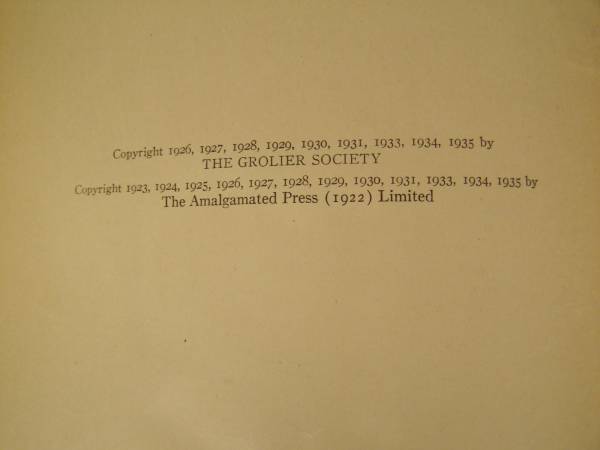 Copyright 1926, 1927, 1928, 1929, 1930, 1931, 1933, 1934, 1935 by
THE GROLIER SOCIETY
Copyright 1923, 1924, 1925, 1926, 1927, 1928, 1929, 1930, 1931, 1933, 1934, 1935 by
The Amalgamated Press (1922) Limited